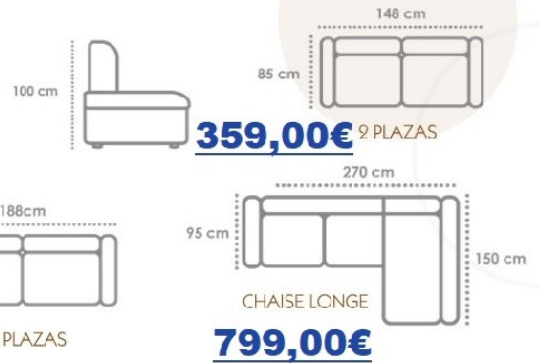 148 cm
85 cm
100 cm
359,00€
2 PLAZAS
270 cm
188cm
95 cm
150 cm
CHAISE LONGE
PLAZAS
799,00€